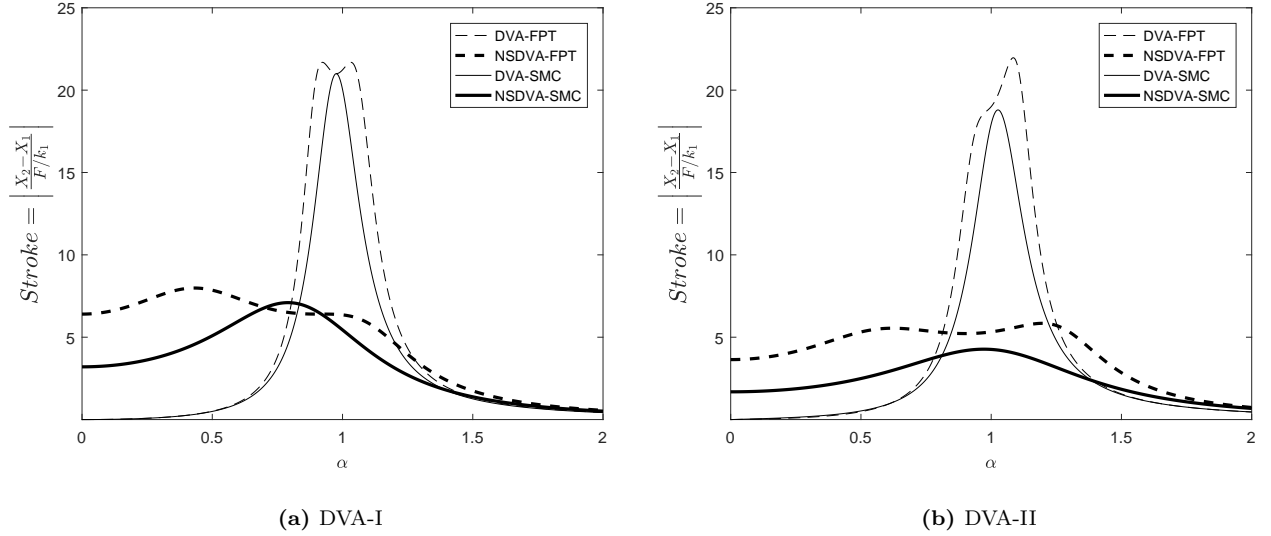 25
20
15
10
5
0
0.5
1
1.5
2
α
Stroke = |X₂−X₁ / F/k₁|
DVA-FPT
NSDVA-FPT
DVA-SMC
NSDVA-SMC
(a) DVA-I
25
20
15
10
5
0
0.5
1
1.5
2
α
Stroke = |X₂−X₁ / F/k₁|
DVA-FPT
NSDVA-FPT
DVA-SMC
NSDVA-SMC
(b) DVA-II